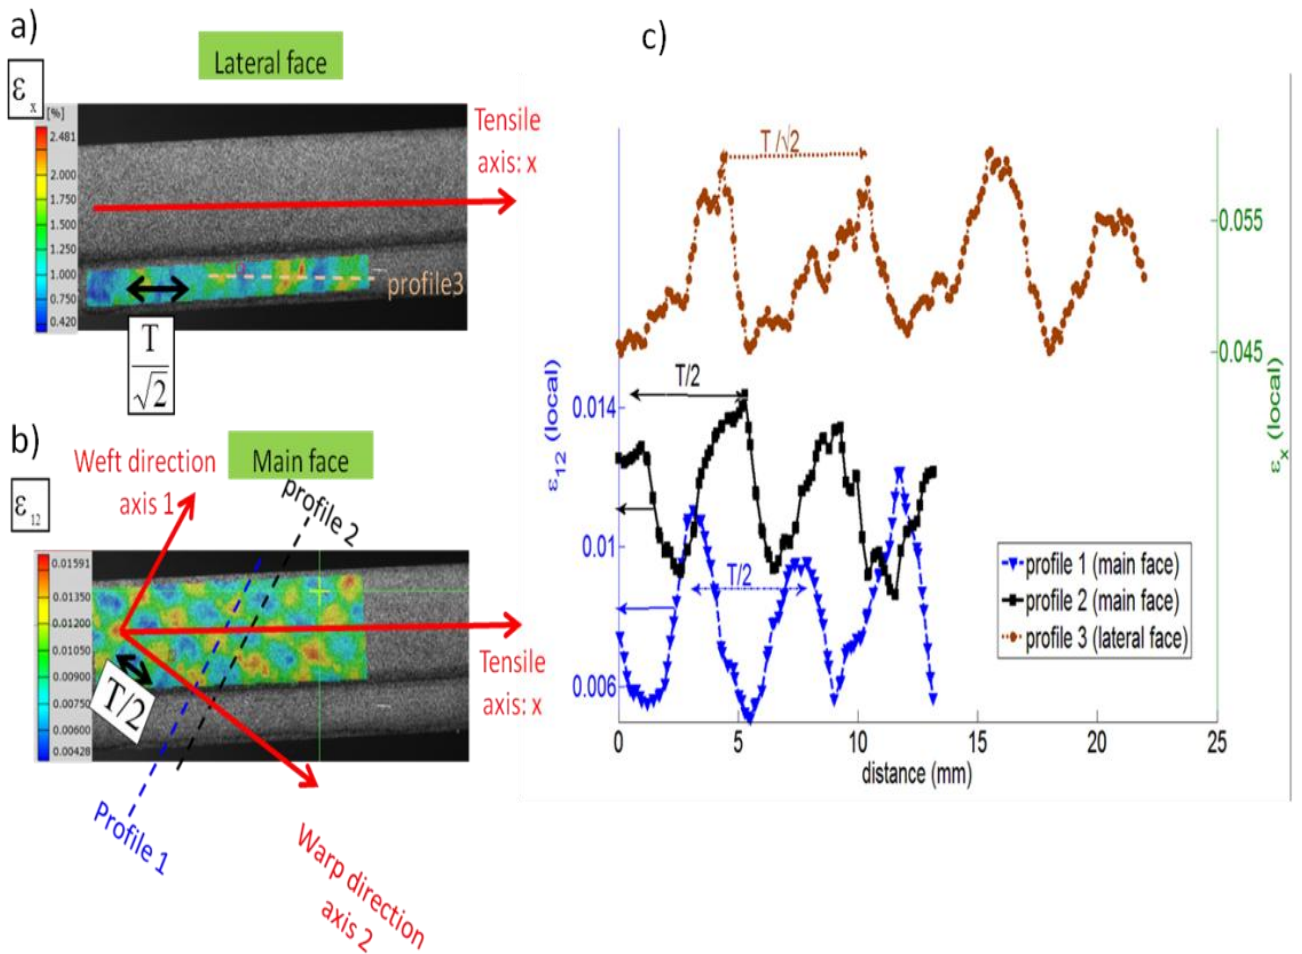 a)
Lateral face
εx
[%]
2.481
2.000
1.750
1.500
1.250
1.000
0.750
0.420
Tensile
axis: x
profile3
T
√2
b)
Weft direction
axis 1
Main face
ε12
profile 2
0.01591
0.01350
0.01200
0.01050
0.00900
0.00750
0.00600
0.00428
Tensile
axis: x
T/2
Profile 1
Warp direction
axis 2
c)
T/√2
0.055
0.045
εx (local)
T/2
ε12 (local)
0.014
0.01
0.006
T/2
profile 1 (main face)
profile 2 (main face)
profile 3 (lateral face)
0 5 10 15 20 25
distance (mm)